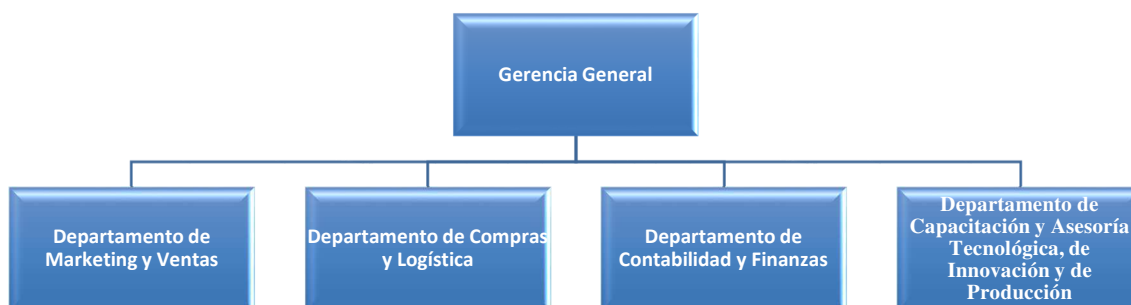 Gerencia General
Departamento de
Marketing y Ventas
Departamento de Compras
y Logística
Departamento de
Contabilidad y Finanzas
Departamento de
Capacitación y Asesoría
Tecnológica, de
Innovación y de
Producción